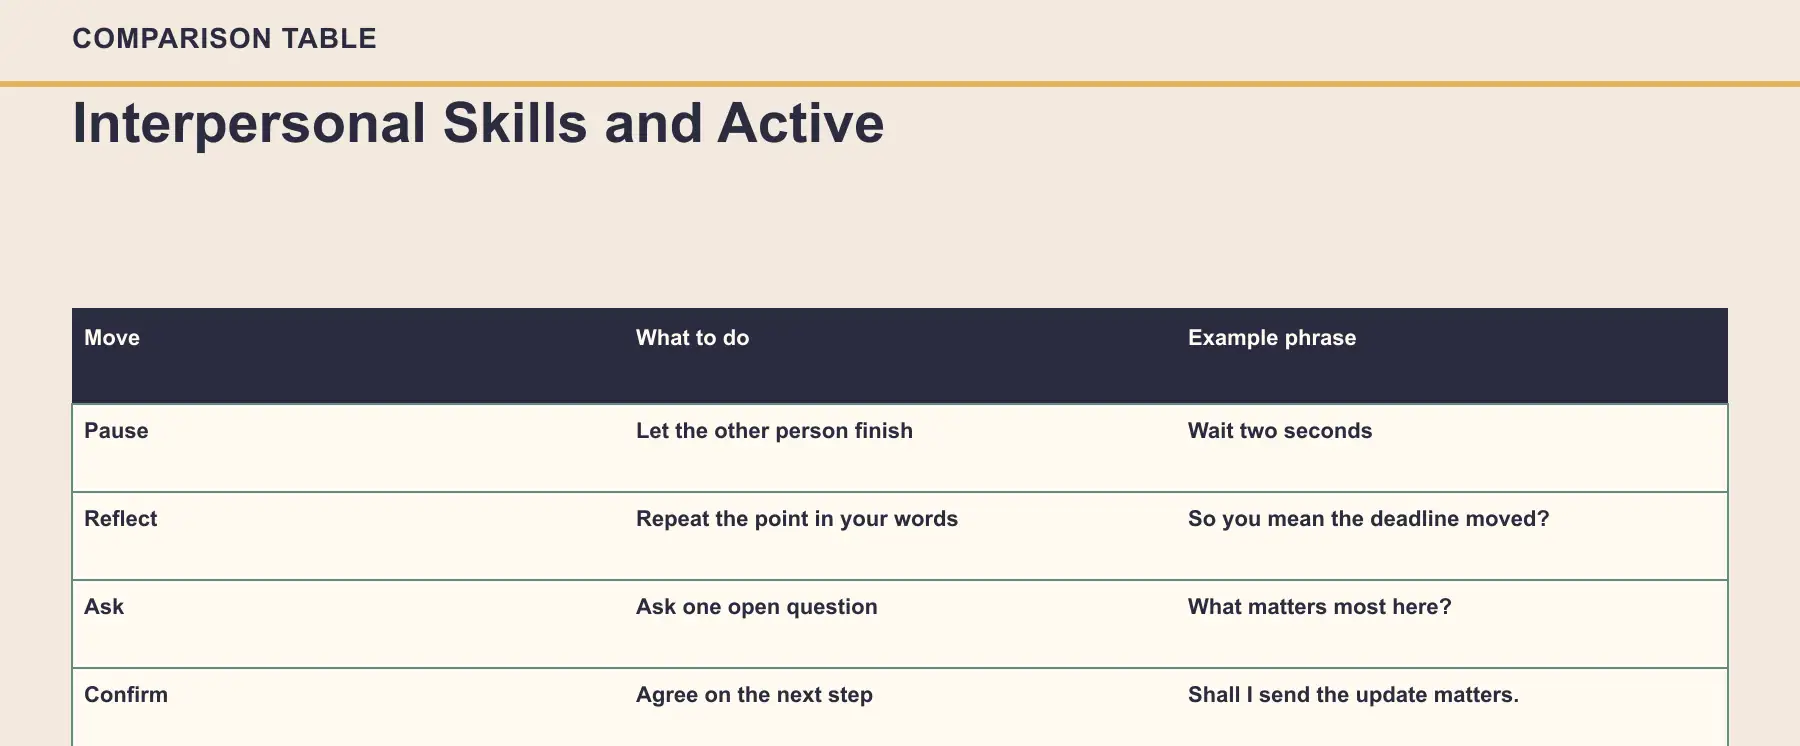 COMPARISON TABLE
Interpersonal Skills and Active
Move What to do Example phrase
Pause Let the other person finish Wait two seconds
Reflect Repeat the point in your words So you mean the deadline moved?
Ask Ask one open question What matters most here?
Confirm Agree on the next step Shall I send the update matters.